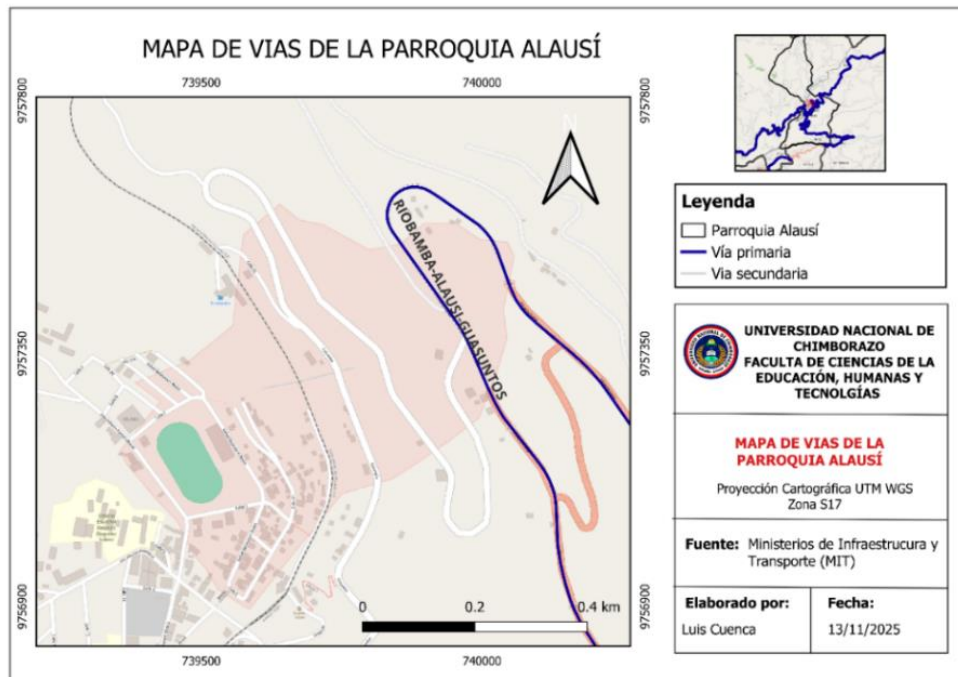 MAPA DE VIAS DE LA PARROQUIA ALAUSÍ
739500
740000
9757800
9757800
9757350
9757350
9756900
9756900
N
RIOBAMBA-ALAUSI-GUASUNTOS
0
0.2
0.4 km
739500
740000
Leyenda
Parroquia Alausí
Vía primaria
Via secundaria
UNIVERSIDAD NACIONAL DE
CHIMBORAZO
FACULTA DE CIENCIAS DE LA
EDUCACIÓN, HUMANAS Y
TECNOLGÍAS
MAPA DE VIAS DE LA
PARROQUIA ALAUSÍ
Proyección Cartográfica UTM WGS
Zona S17
Fuente: Ministerios de Infraestrucura y
Transporte (MIT)
Elaborado por:
Luis Cuenca
Fecha:
13/11/2025